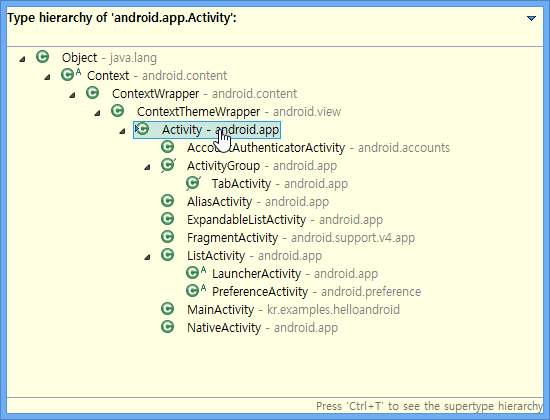 Type hierarchy of 'android.app.Activity':
Object - java.lang
Context - android.content
ContextWrapper - android.content
ContextThemeWrapper - android.view
Activity - android.app
AccountAuthenticatorActivity - android.accounts
ActivityGroup - android.app
TabActivity - android.app
AliasActivity - android.app
ExpandableListActivity - android.app
FragmentActivity - android.support.v4.app
ListActivity - android.app
LauncherActivity - android.app
PreferenceActivity - android.preference
MainActivity - kr.examples.helloandroid
NativeActivity - android.app
Press 'Ctrl+T' to see the supertype hierarchy